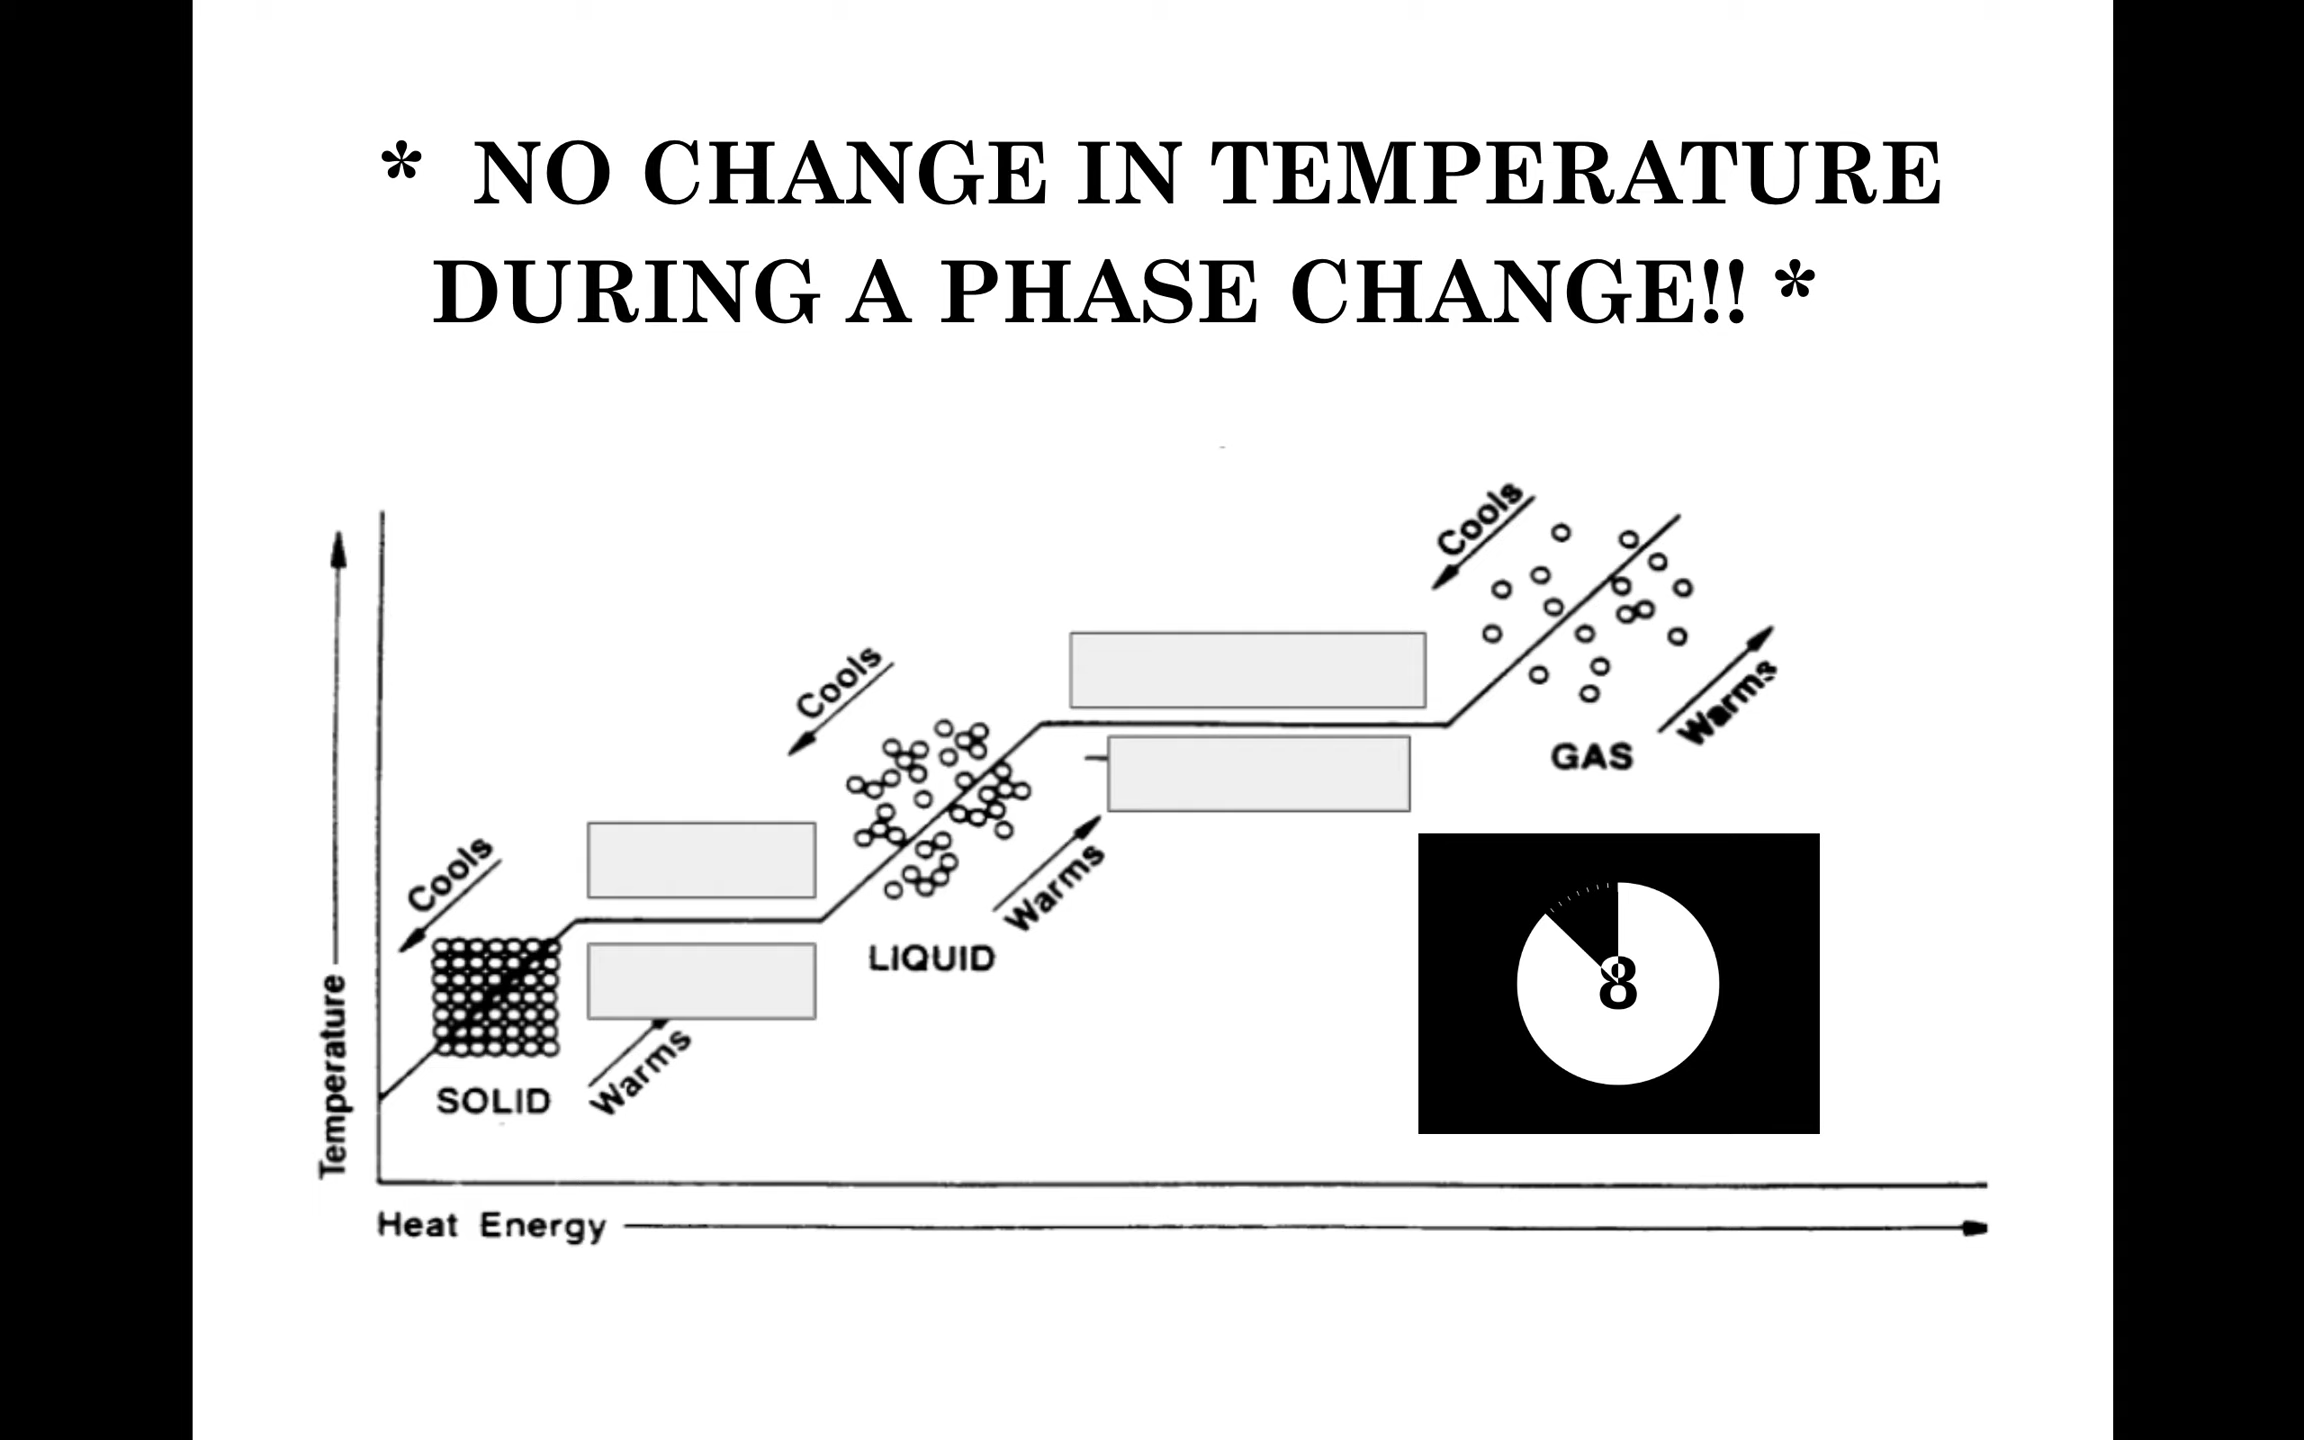 * NO CHANGE IN TEMPERATURE
DURING A PHASE CHANGE!! *
Cools
Cools
Cools
Warms
GAS
Warms
LIQUID
Warms
SOLID
8
Temperature
Heat Energy